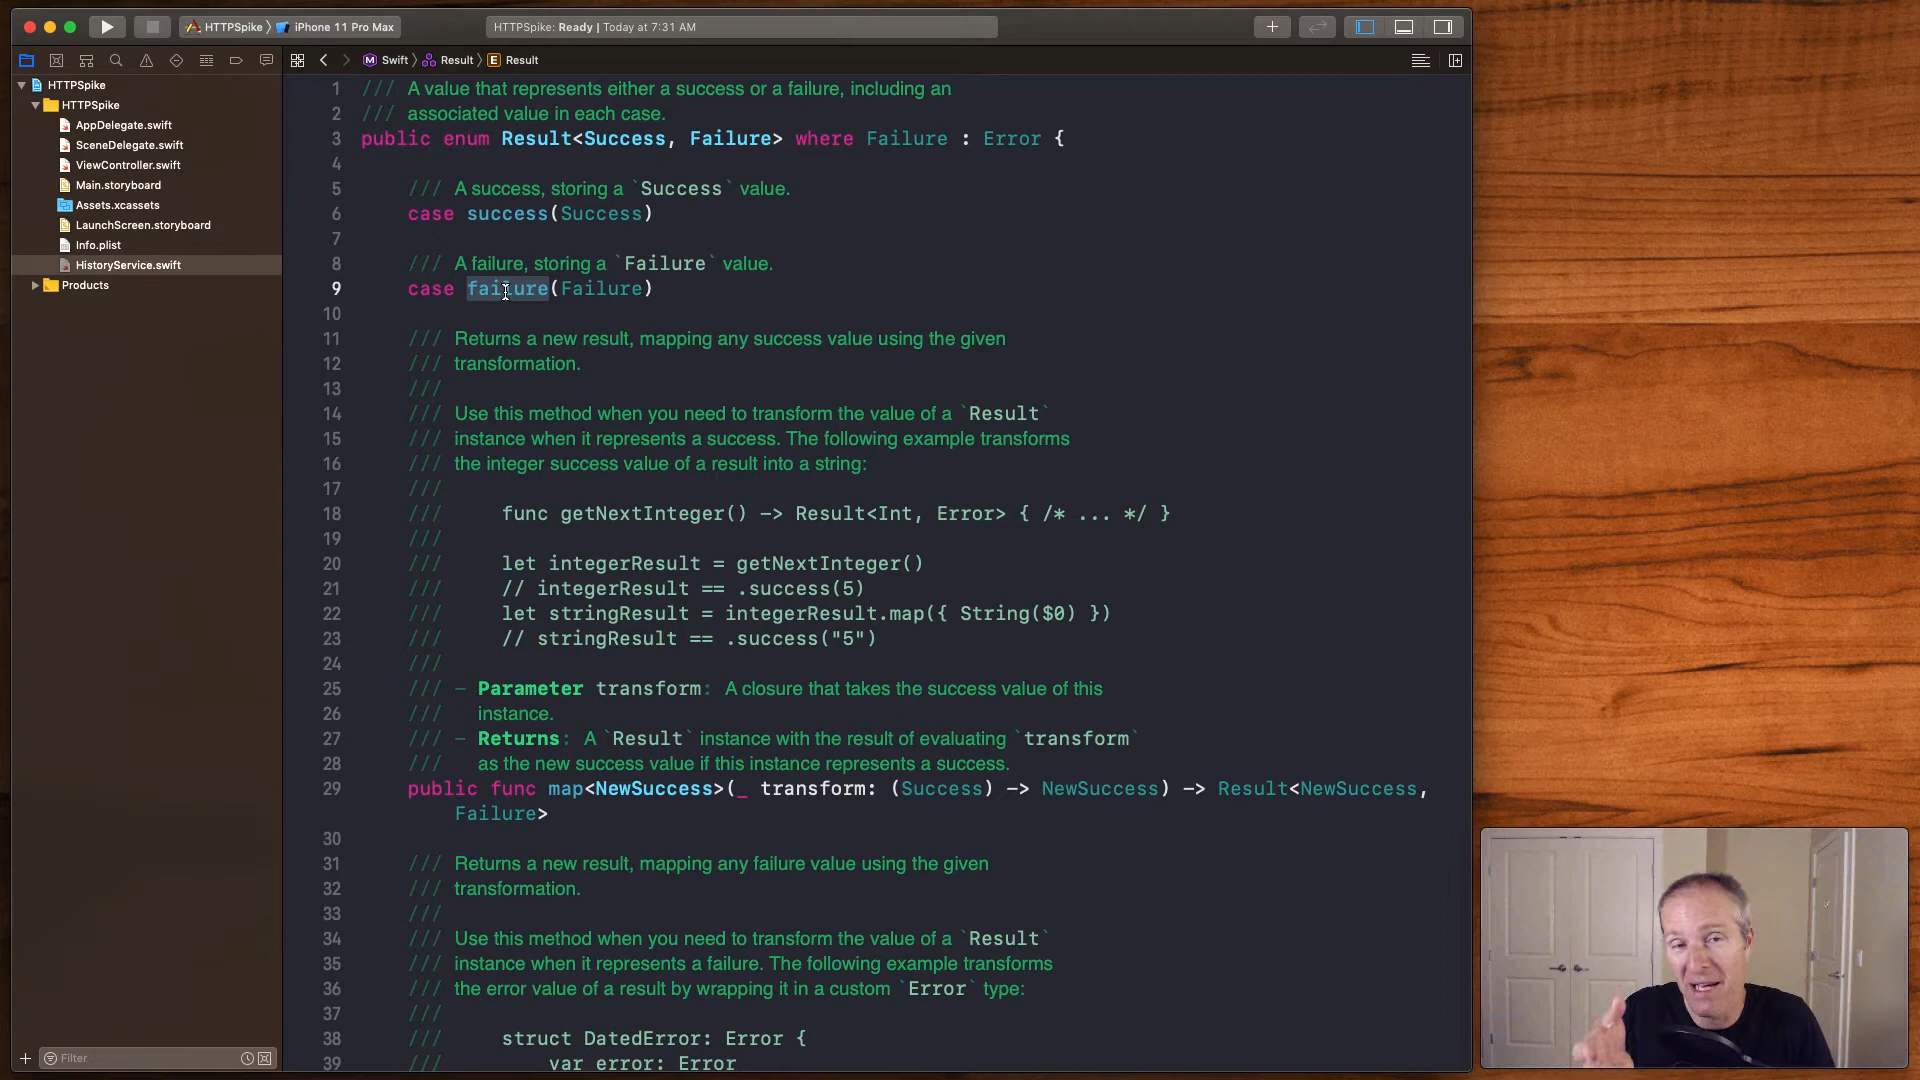 HTTPSpike › iPhone 11 Pro Max
HTTPSpike: Ready | Today at 7:31 AM
M Swift › Result › E Result
HTTPSpike
HTTPSpike
AppDelegate.swift
SceneDelegate.swift
ViewController.swift
Main.storyboard
Assets.xcassets
LaunchScreen.storyboard
Info.plist
HistoryService.swift
Products
Filter
1 /// A value that represents either a success or a failure, including an
2 /// associated value in each case.
3 public enum Result<Success, Failure> where Failure : Error {
4
5 /// A success, storing a `Success` value.
6 case success(Success)
7
8 /// A failure, storing a `Failure` value.
9 case failure(Failure)
10
11 /// Returns a new result, mapping any success value using the given
12 /// transformation.
13 ///
14 /// Use this method when you need to transform the value of a `Result`
15 /// instance when it represents a success. The following example transforms
16 /// the integer success value of a result into a string:
17 ///
18 /// func getNextInteger() -> Result<Int, Error> { /* ... */ }
19 ///
20 /// let integerResult = getNextInteger()
21 /// // integerResult == .success(5)
22 /// let stringResult = integerResult.map({ String($0) })
23 /// // stringResult == .success("5")
24 ///
25 /// - Parameter transform: A closure that takes the success value of this
26 /// instance.
27 /// - Returns: A `Result` instance with the result of evaluating `transform`
28 /// as the new success value if this instance represents a success.
29 public func map<NewSuccess>(_ transform: (Success) -> NewSuccess) -> Result<NewSuccess,
Failure>
30
31 /// Returns a new result, mapping any failure value using the given
32 /// transformation.
33 ///
34 /// Use this method when you need to transform the value of a `Result`
35 /// instance when it represents a failure. The following example transforms
36 /// the error value of a result by wrapping it in a custom `Error` type:
37 ///
38 /// struct DatedError: Error {
39 /// var error: Error